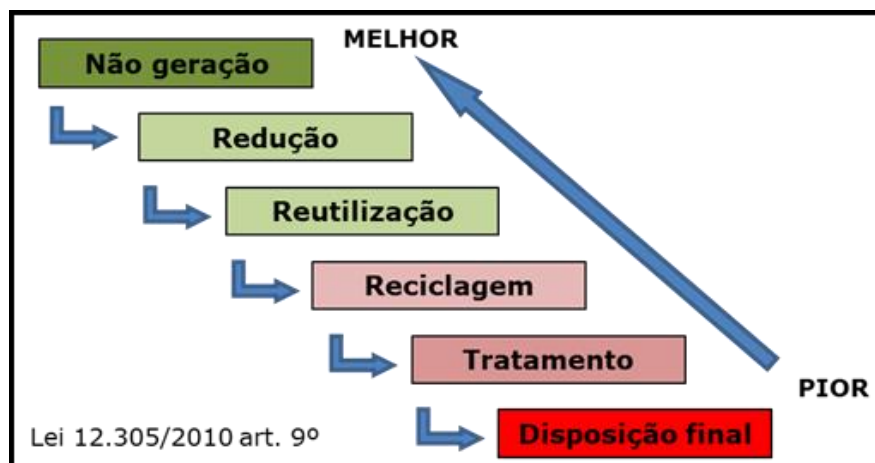 MELHOR
Não geração
Redução
Reutilização
Reciclagem
Tratamento
PIOR
Disposição final
Lei 12.305/2010 art. 9º